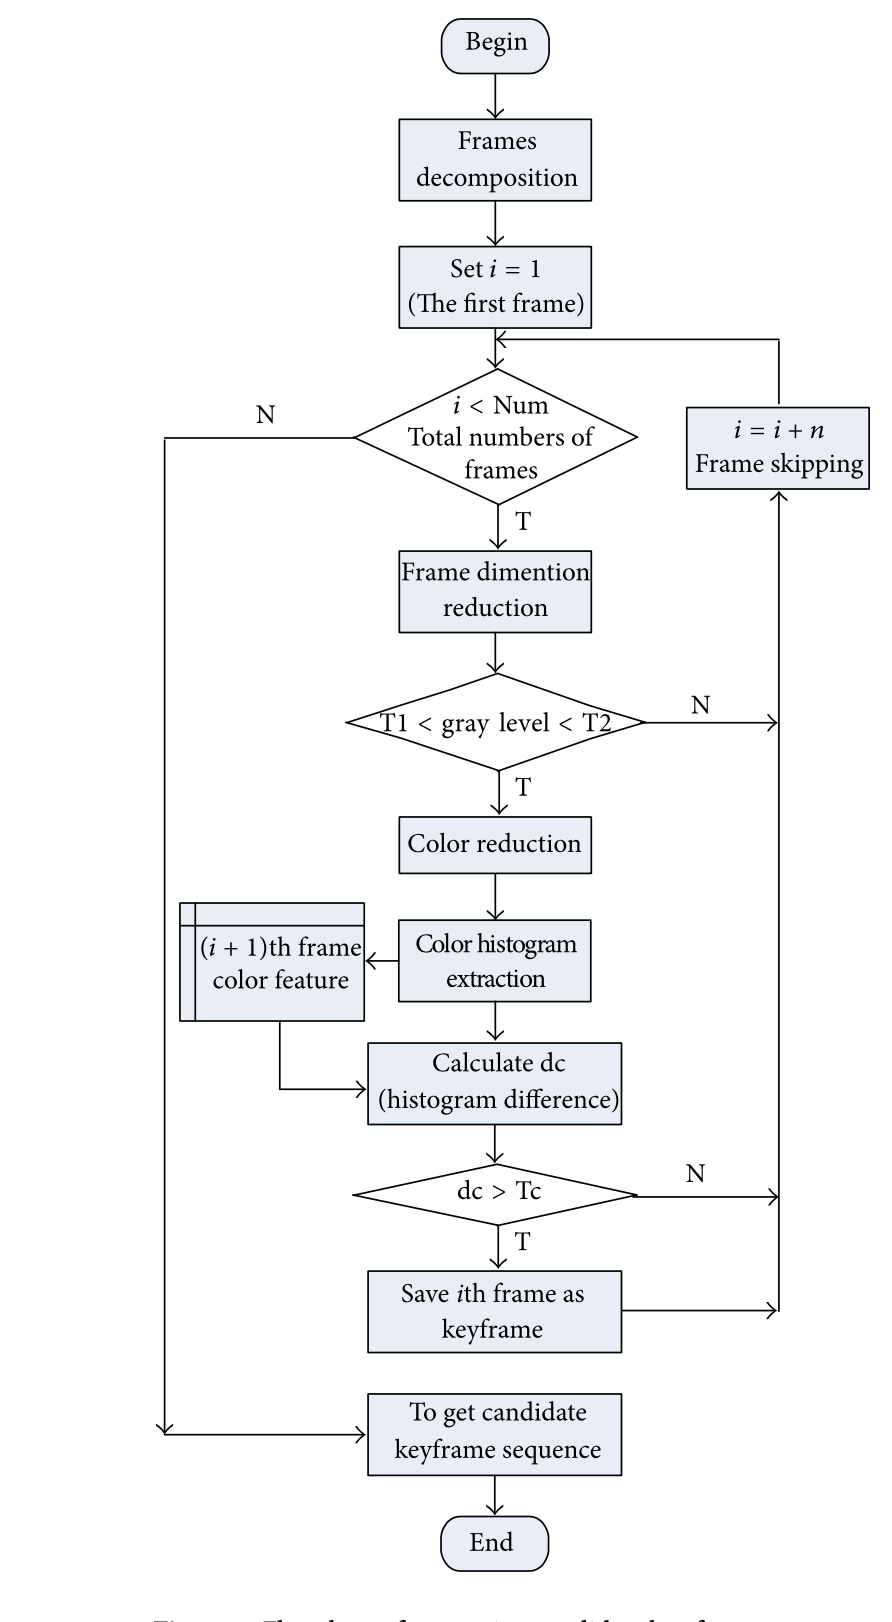 Begin
Frames
decomposition
Set i = 1
(The first frame)
N
i < Num
Total numbers of
frames
i = i + n
Frame skipping
T
Frame dimention
reduction
T1 < gray level < T2
N
T
Color reduction
(i + 1)th frame
color feature
Color histogram
extraction
Calculate dc
(histogram difference)
dc > Tc
N
T
Save ith frame as
keyframe
To get candidate
keyframe sequence
End